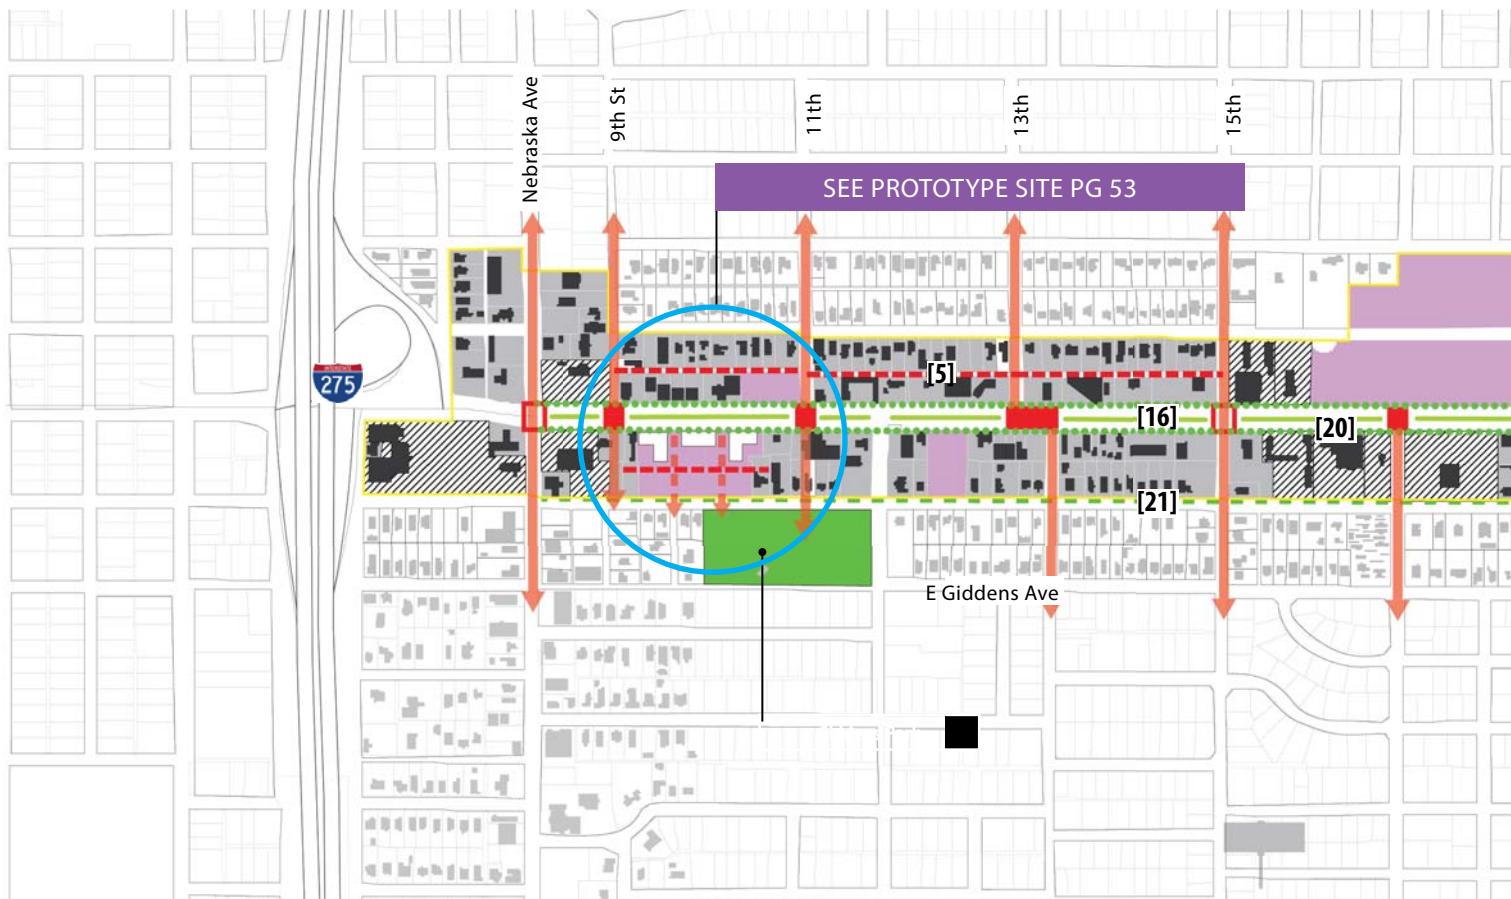 Nebraska Ave
9th St
11th
13th
15th
SEE PROTOTYPE SITE PG 53
INTERSTATE
275
[5]
[16]
[20]
[21]
E Giddens Ave